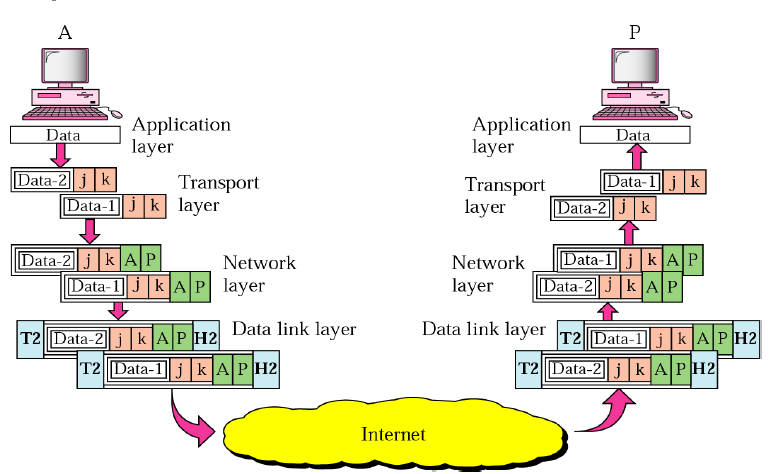 A
P
Data
Application
layer
Application
layer
Data
Data-2 j k
Data-1 j k
Transport
layer
Transport
layer
Data-1 j k
Data-2 j k
Data-2 j k A P
Data-1 j k A P
Network
layer
Network
layer
Data-1 j k A P
Data-2 j k A P
T2 Data-2 j k A P H2
T2 Data-1 j k A P H2
Data link layer
Data link layer
T2 Data-1 j k A P H2
T2 Data-2 j k A P H2
Internet